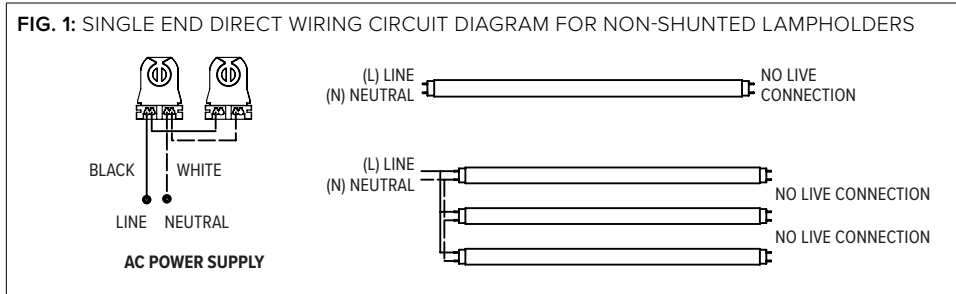 FIG. 1: SINGLE END DIRECT WIRING CIRCUIT DIAGRAM FOR NON-SHUNTED LAMPHOLDERS
BLACK WHITE
LINE NEUTRAL
AC POWER SUPPLY
(L) LINE
(N) NEUTRAL
NO LIVE
CONNECTION
(L) LINE
(N) NEUTRAL
NO LIVE CONNECTION
NO LIVE CONNECTION